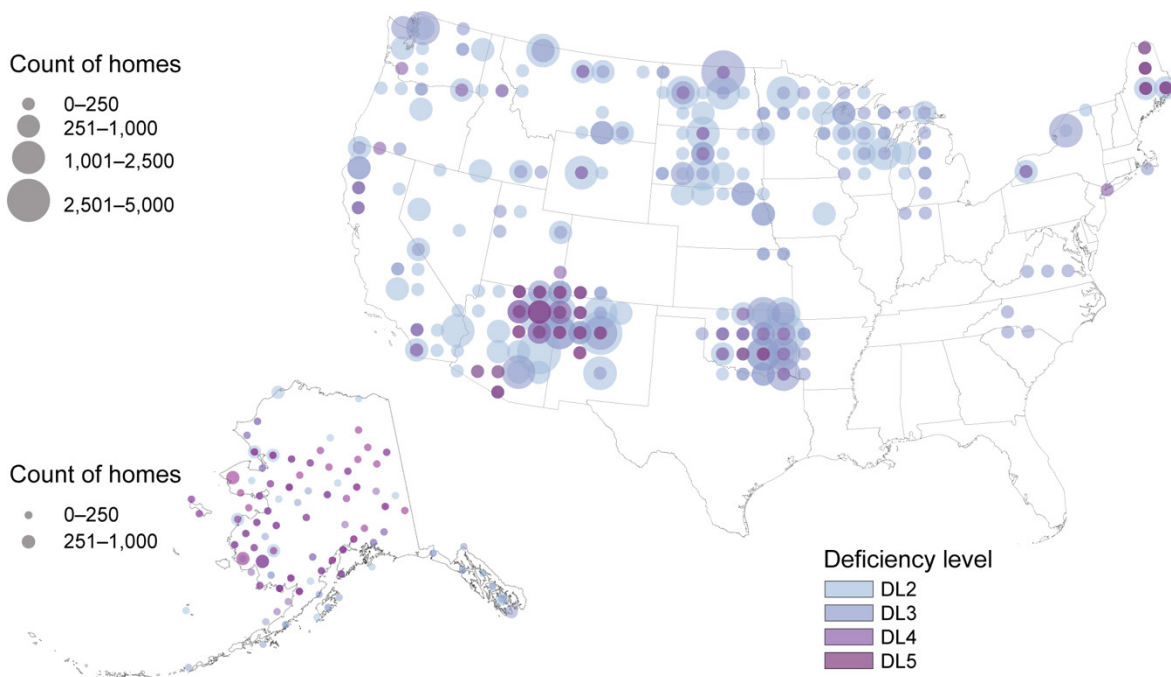 Count of homes
0–250
251–1,000
1,001–2,500
2,501–5,000
Count of homes
0–250
251–1,000
Deficiency level
DL2
DL3
DL4
DL5